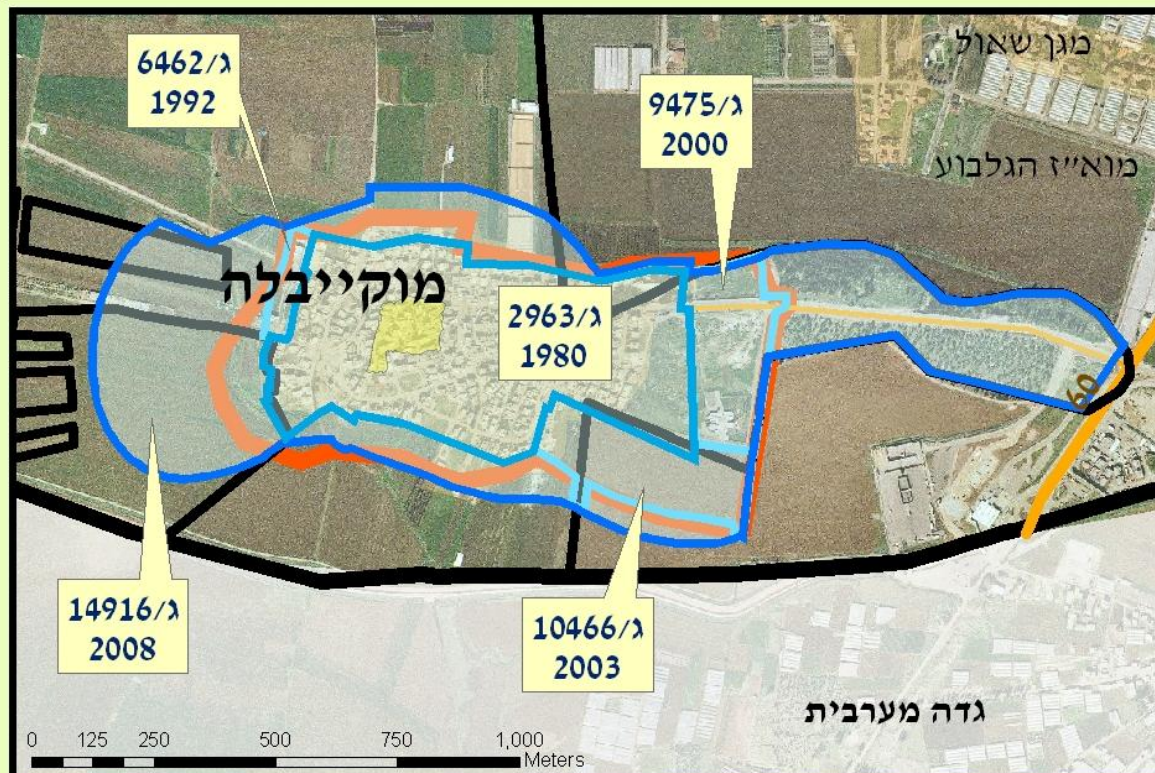 מגן שאול
ג/6462
1992
ג/9475
2000
מוא״ז הגלבוע
מוקייבלה
ג/2963
1980
60
ג/14916
2008
ג/10466
2003
גדה מערבית
0 125 250 500 750 1,000
Meters